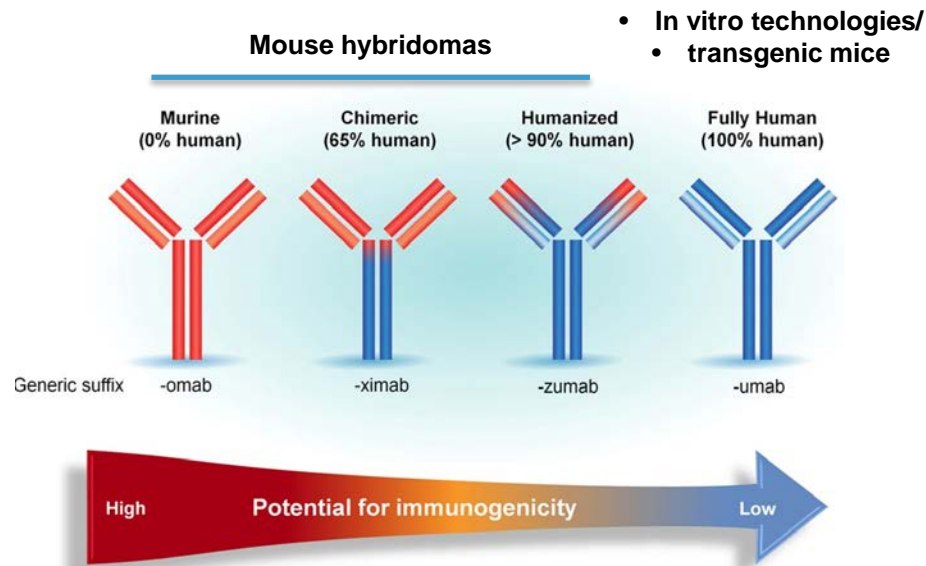 Mouse hybridomas
• In vitro technologies/
• transgenic mice
Murine
(0% human)
Chimeric
(65% human)
Humanized
(> 90% human)
Fully Human
(100% human)
Generic suffix
-omab
-ximab
-zumab
-umab
High
Potential for immunogenicity
Low